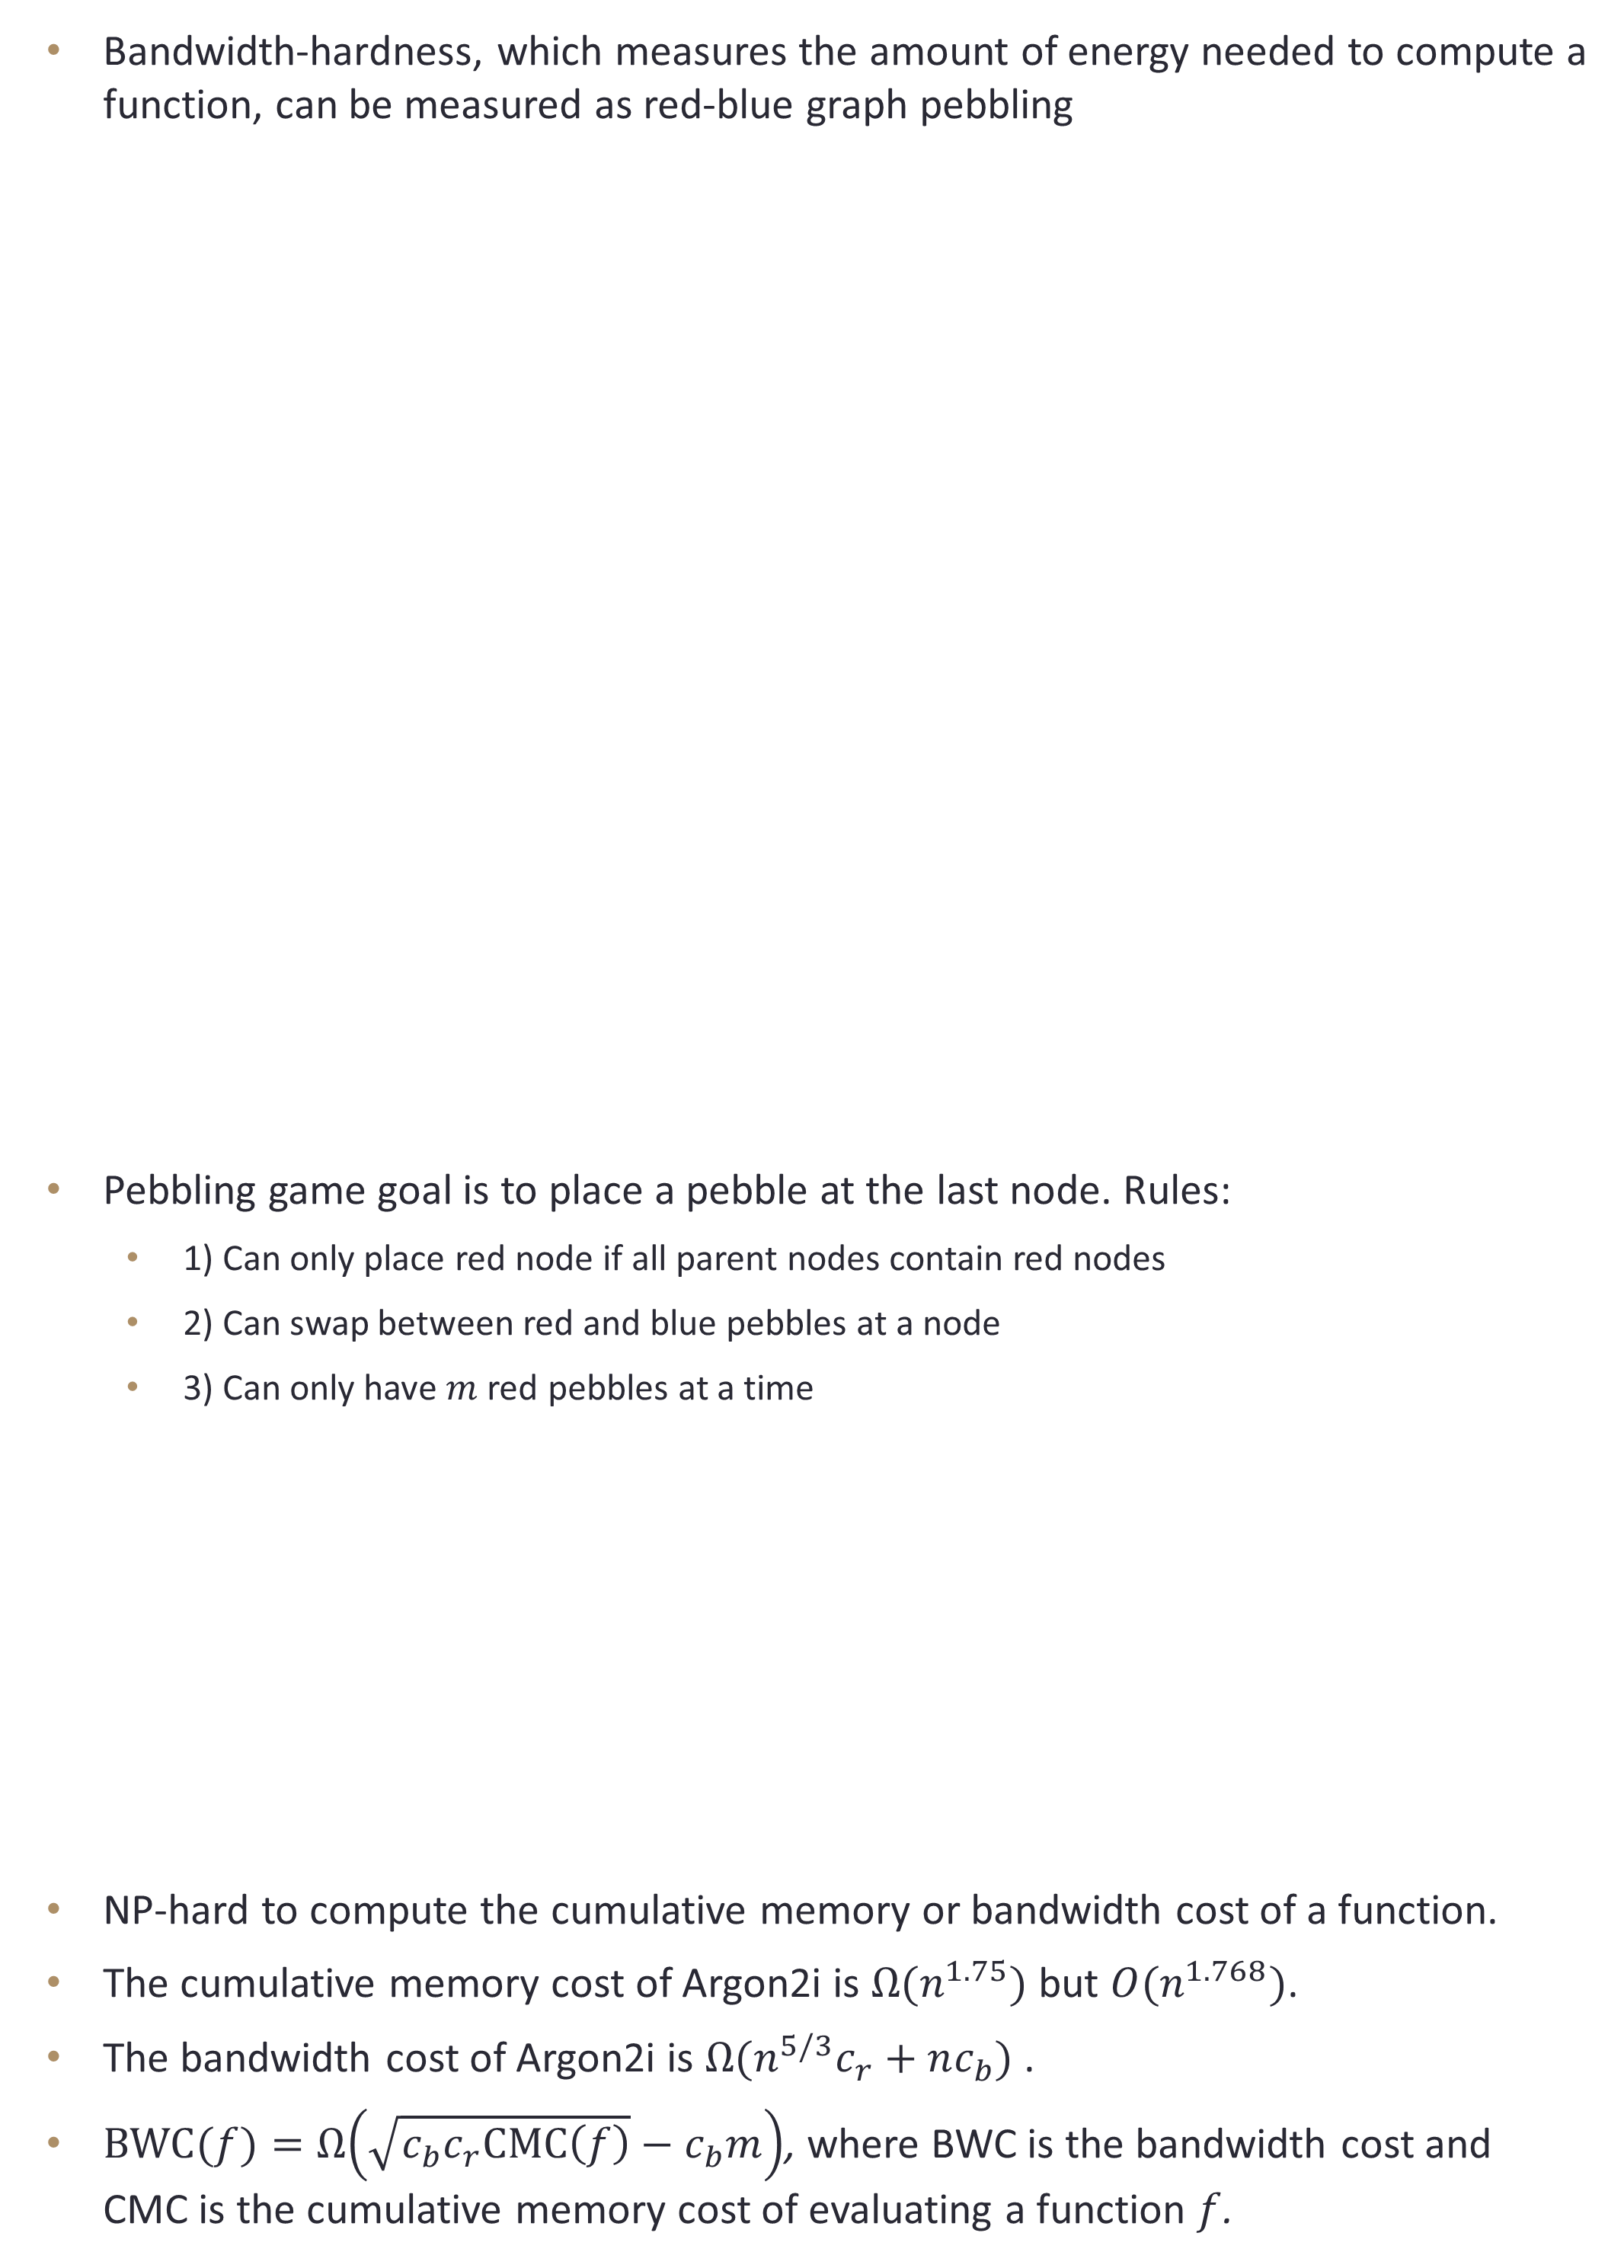 • Bandwidth-hardness, which measures the amount of energy needed to compute a
function, can be measured as red-blue graph pebbling
• Pebbling game goal is to place a pebble at the last node. Rules:
• 1) Can only place red node if all parent nodes contain red nodes
• 2) Can swap between red and blue pebbles at a node
• 3) Can only have m red pebbles at a time
• NP-hard to compute the cumulative memory or bandwidth cost of a function.
• The cumulative memory cost of Argon2i is Ω(n^{1.75}) but O(n^{1.768}).
• The bandwidth cost of Argon2i is Ω(n^{5/3}c_r + nc_b) .
• BWC(f) = Ω(√(c_b c_r CMC(f)) − c_b m), where BWC is the bandwidth cost and
CMC is the cumulative memory cost of evaluating a function f.